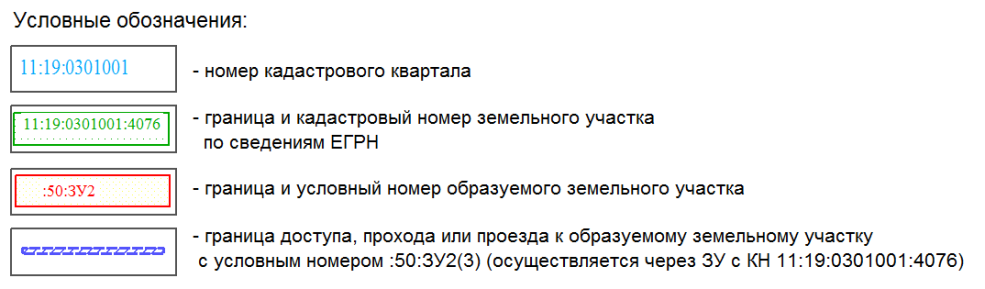 Условные обозначения:
11:19:0301001
- номер кадастрового квартала
11:19:0301001:4076
- граница и кадастровый номер земельного участка
по сведениям ЕГРН
:50:ЗУ2
- граница и условный номер образуемого земельного участка
- граница доступа, прохода или проезда к образуемому земельному участку
с условным номером :50:ЗУ2(3) (осуществляется через ЗУ с КН 11:19:0301001:4076)